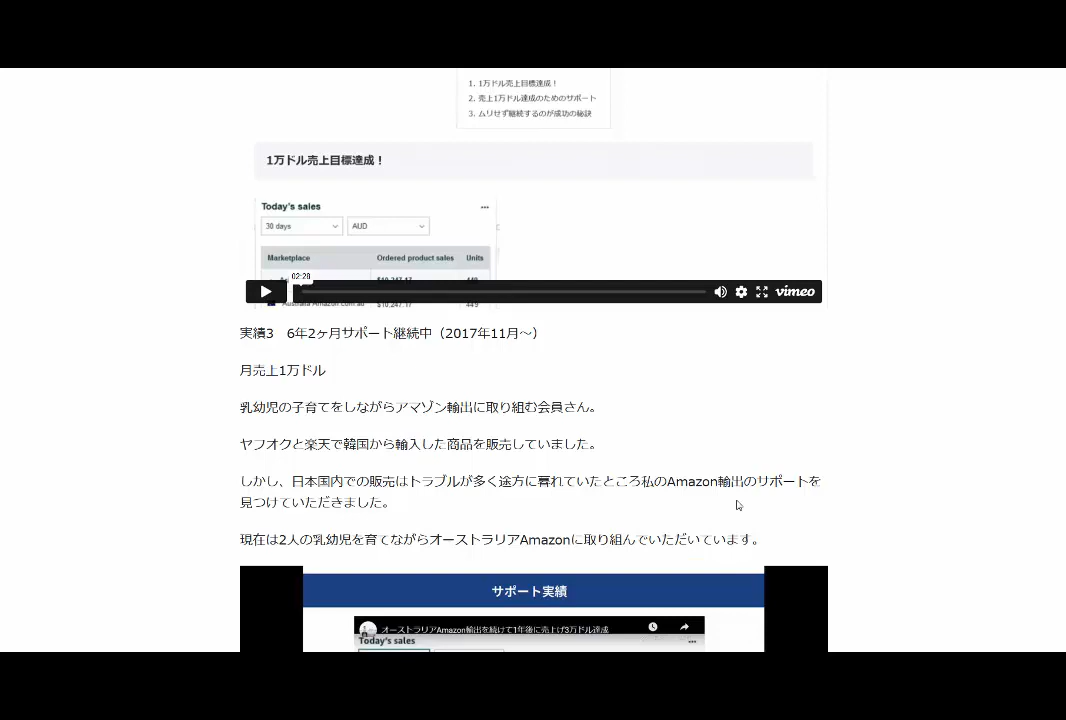 1. 1万ドル売上目標達成！
2. 売上1万ドル達成のためのサポート
3. ムリせず継続するのが成功の秘訣
1万ドル売上目標達成！
Today's sales
30 days AUD
Marketplace Ordered product sales Units
02:28
vimeo
Australia Amazon.com.au $10,247.17 449
実績3　6年2ヶ月サポート継続中（2017年11月～）
月売上1万ドル
乳幼児の子育てをしながらアマゾン輸出に取り組む会員さん。
ヤフオクと楽天で韓国から輸入した商品を販売していました。
しかし、日本国内での販売はトラブルが多く途方に暮れていたところ私のAmazon輸出のサポートを
見つけていただきました。
現在は2人の乳幼児を育てながらオーストラリアAmazonに取り組んでいただいています。
サポート実績
オーストラリアAmazon輸出を続けて1年後に売上げ3万ドル達成
Today's sales